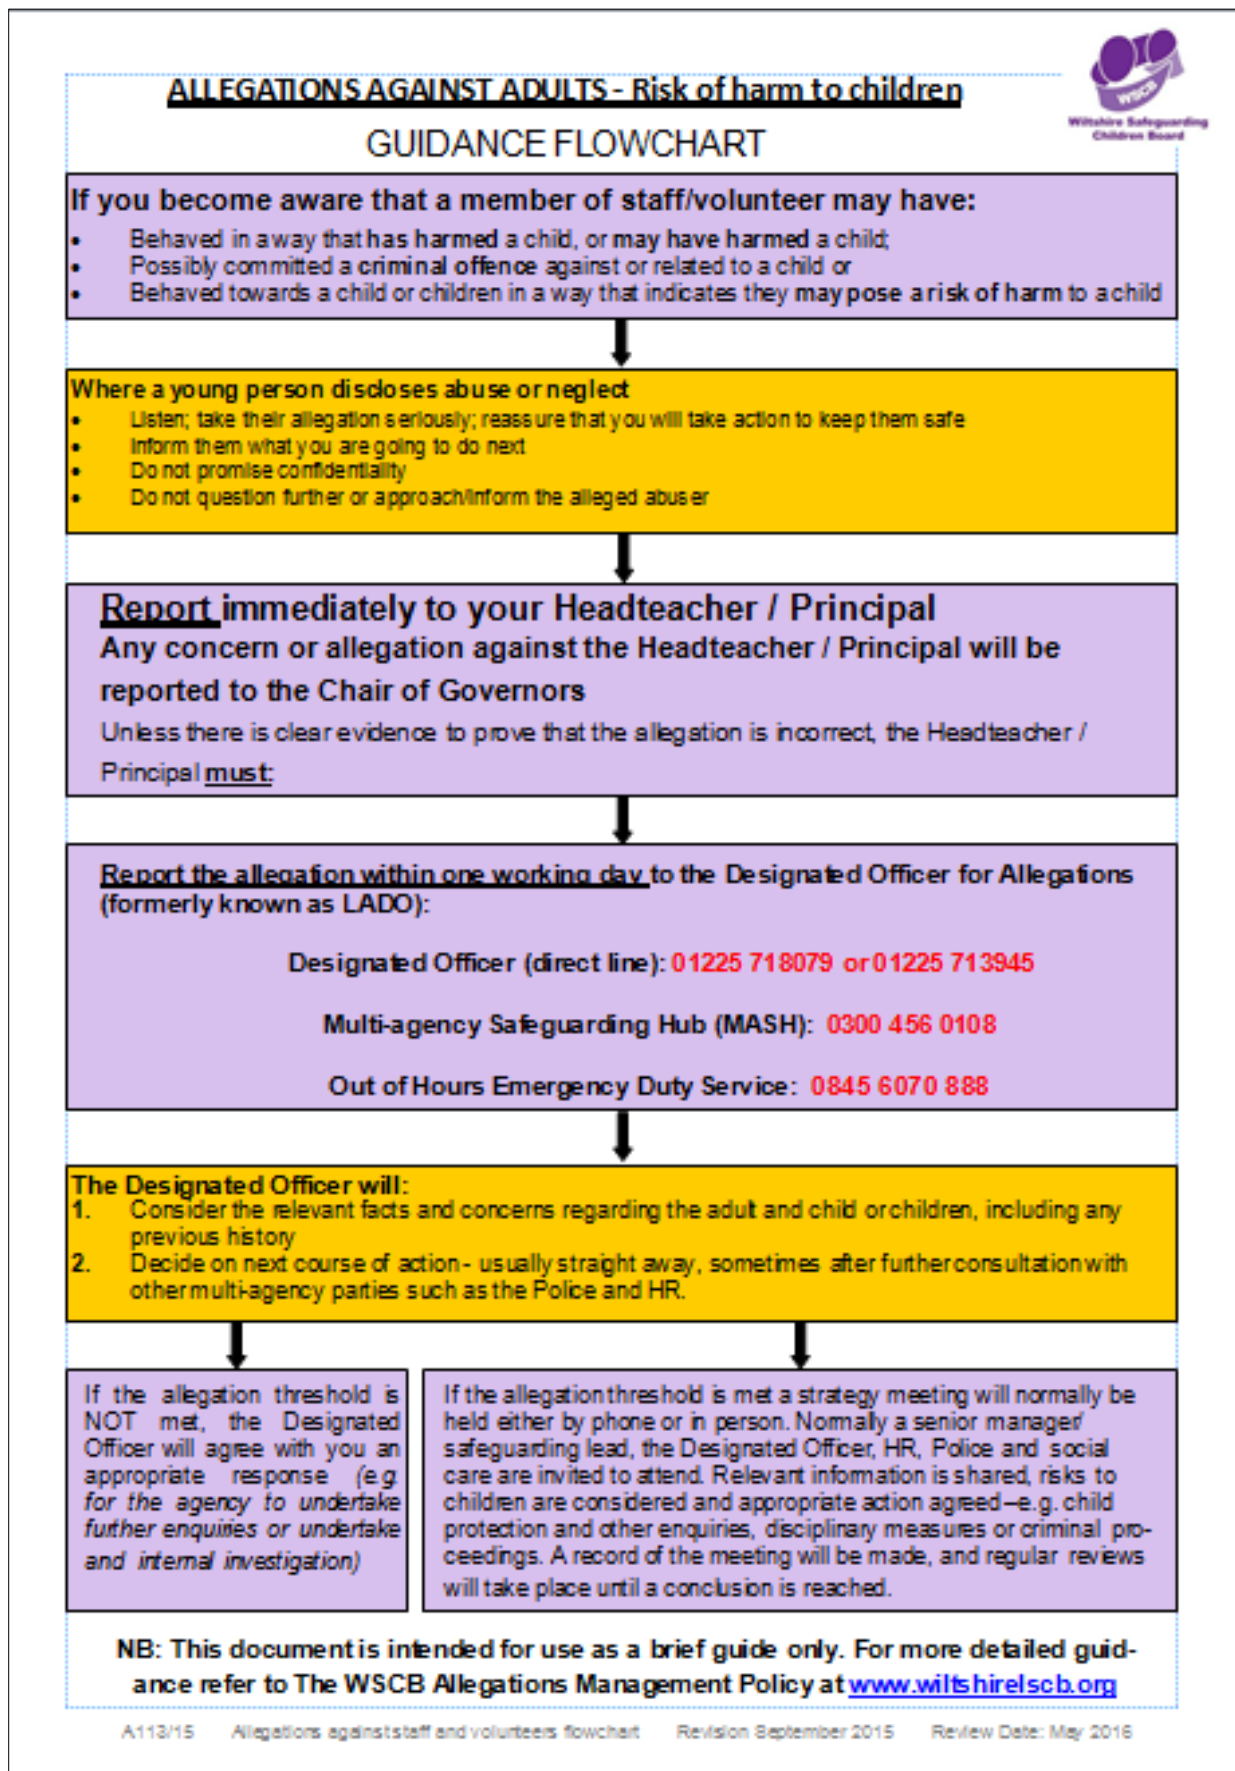 ALLEGATIONS AGAINST ADULTS - Risk of harm to children
WSCB
Wiltshire Safeguarding
Children Board
GUIDANCE FLOWCHART
If you become aware that a member of staff/volunteer may have:
• Behaved in a way that has harmed a child, or may have harmed a child;
• Possibly committed a criminal offence against or related to a child or
• Behaved towards a child or children in a way that indicates they may pose a risk of harm to a child
Where a young person discloses abuse or neglect
• Listen; take their allegation seriously; reassure that you will take action to keep them safe
• Inform them what you are going to do next
• Do not promise confidentiality
• Do not question further or approach/inform the alleged abuser
Report immediately to your Headteacher / Principal
Any concern or allegation against the Headteacher / Principal will be
reported to the Chair of Governors
Unless there is clear evidence to prove that the allegation is incorrect, the Headteacher /
Principal must:
Report the allegation within one working day to the Designated Officer for Allegations
(formerly known as LADO):
Designated Officer (direct line): 01225 718079 or 01225 713945
Multi-agency Safeguarding Hub (MASH): 0300 456 0108
Out of Hours Emergency Duty Service: 0845 6070 888
The Designated Officer will:
1. Consider the relevant facts and concerns regarding the adult and child or children, including any
previous history
2. Decide on next course of action - usually straight away, sometimes after further consultation with
other multi-agency parties such as the Police and HR.
If the allegation threshold is
NOT met, the Designated
Officer will agree with you an
appropriate response (e.g.
for the agency to undertake
further enquiries or undertake
and internal investigation)
If the allegation threshold is met a strategy meeting will normally be
held either by phone or in person. Normally a senior manager/
safeguarding lead, the Designated Officer, HR, Police and social
care are invited to attend. Relevant information is shared, risks to
children are considered and appropriate action agreed–e.g. child
protection and other enquiries, disciplinary measures or criminal pro-
ceedings. A record of the meeting will be made, and regular reviews
will take place until a conclusion is reached.
NB: This document is intended for use as a brief guide only. For more detailed guid-
ance refer to The WSCB Allegations Management Policy at www.wiltshirelscb.org
A113/15 Allegations against staff and volunteers flowchart Revision September 2015 Review Date: May 2016